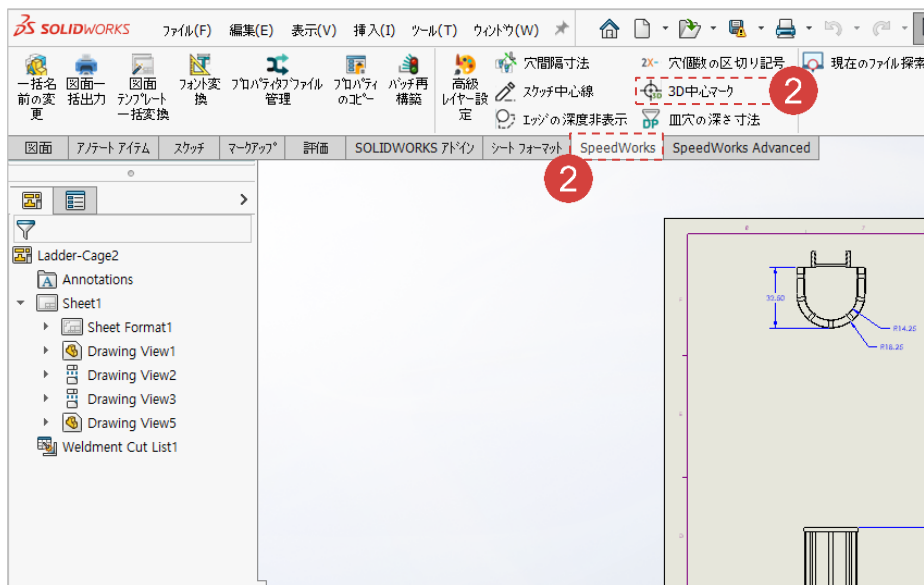 SOLIDWORKS ファイル(F) 編集(E) 表示(V) 挿入(I) ツール(T) ウィンドウ(W)
一括名前の変更
図面一括出力
図面テンプレート一括変換
フォント変換
プロパティタブファイル管理
プロパティのコピー
バッチ再構築
高級レイヤー設定
穴間隔寸法
スケッチ中心線
エッジの深度非表示
2X- 穴個数の区切り記号
3D中心マーク
DP 皿穴の深さ寸法
現在のファイル探索
2
図面 アノテート アイテム スケッチ マークアップ 評価 SOLIDWORKS アドイン シート フォーマット SpeedWorks SpeedWorks Advanced
2
Ladder-Cage2
Annotations
Sheet1
Sheet Format1
Drawing View1
Drawing View2
Drawing View3
Drawing View5
Weldment Cut List1
R14.25
R18.25